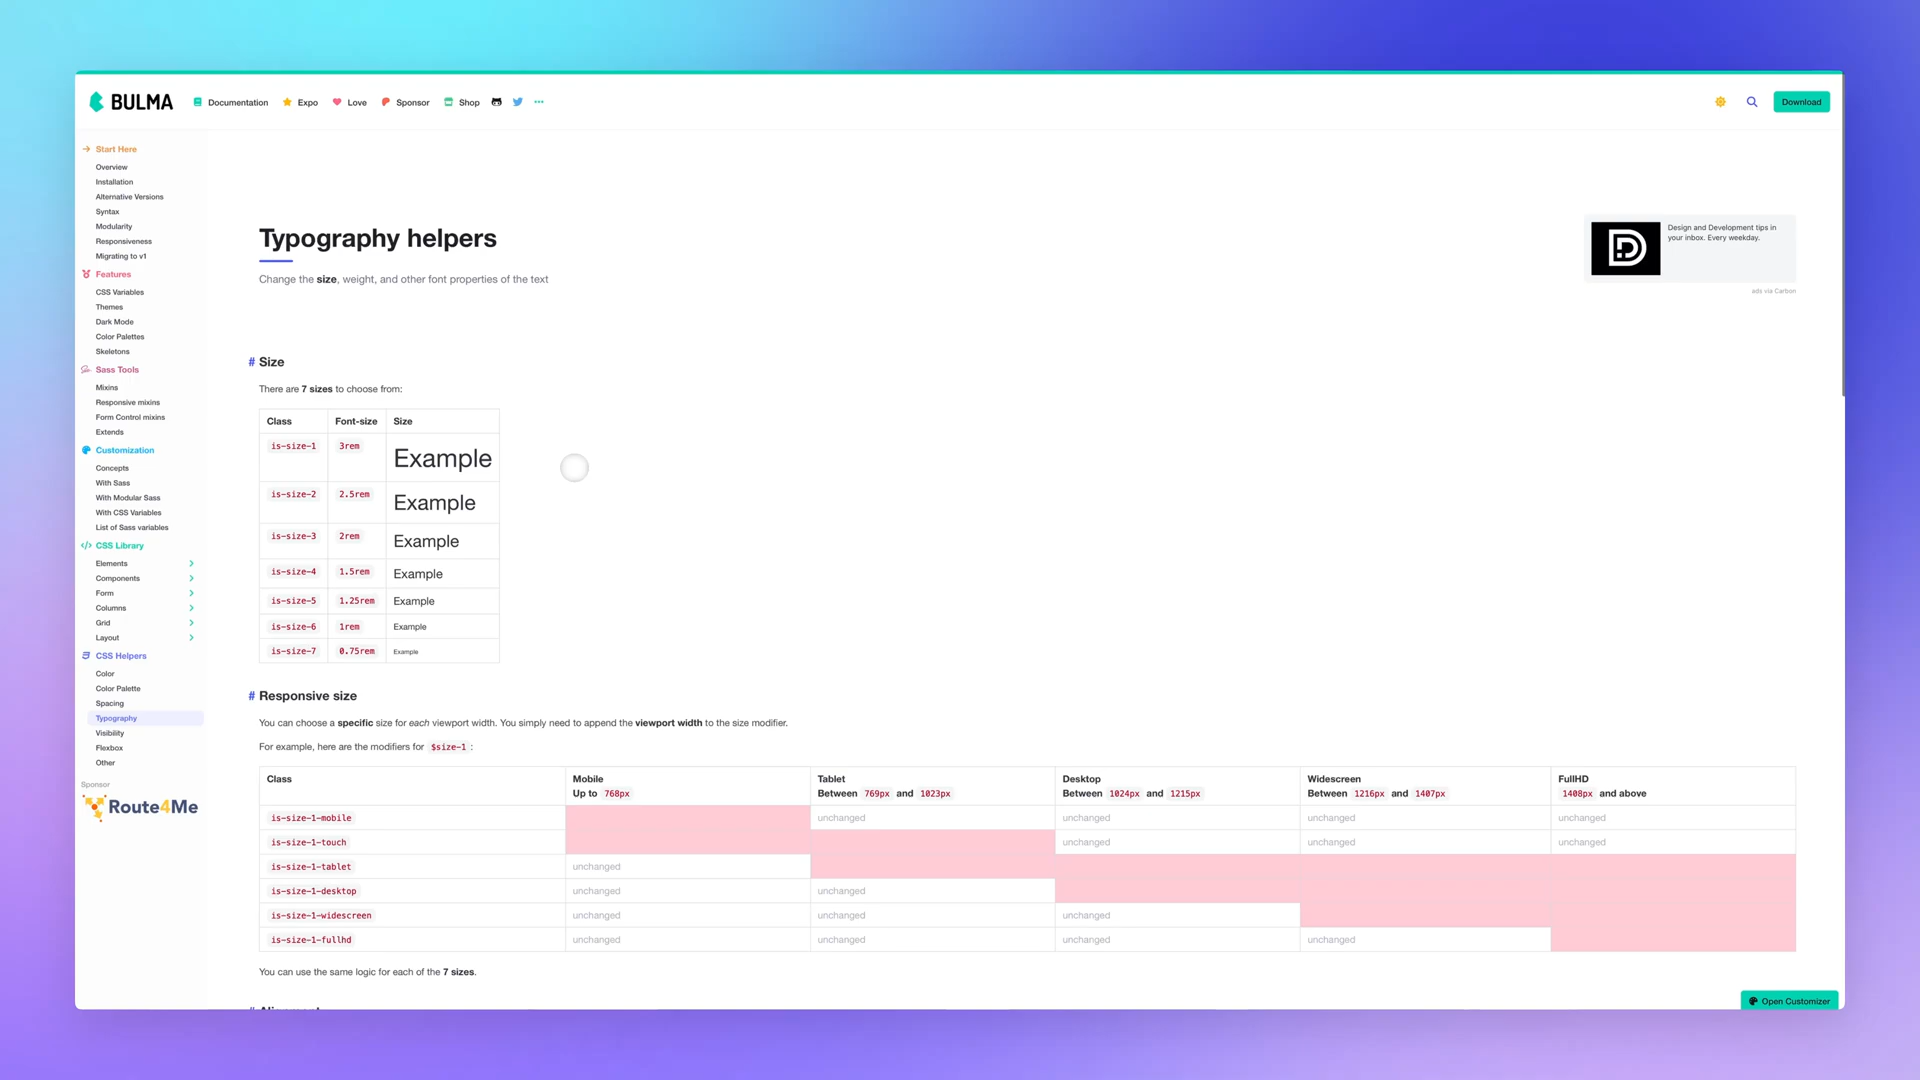 BULMA
Documentation Expo Love Sponsor Shop
Download
Start Here
Overview
Installation
Alternative Versions
Syntax
Modularity
Responsiveness
Migrating to v1
Features
CSS Variables
Themes
Dark Mode
Color Palettes
Skeletons
Sass Tools
Mixins
Responsive mixins
Form Control mixins
Extends
Customization
Concepts
With Sass
With Modular Sass
With CSS Variables
List of Sass variables
CSS Library
Elements
Components
Form
Columns
Grid
Layout
CSS Helpers
Color
Color Palette
Spacing
Typography
Visibility
Flexbox
Other
Sponsor
Route4Me
Typography helpers
Change the size, weight, and other font properties of the text
Design and Development tips in
your inbox. Every weekday.
ads via Carbon
# Size
There are 7 sizes to choose from:
Class Font-size Size
is-size-1 3rem Example
is-size-2 2.5rem Example
is-size-3 2rem Example
is-size-4 1.5rem Example
is-size-5 1.25rem Example
is-size-6 1rem Example
is-size-7 0.75rem Example
# Responsive size
You can choose a specific size for each viewport width. You simply need to append the viewport width to the size modifier.
For example, here are the modifiers for $size-1 :
Class Mobile Tablet Desktop Widescreen FullHD
Up to 768px Between 769px and 1023px Between 1024px and 1215px Between 1216px and 1407px 1408px and above
is-size-1-mobile unchanged unchanged unchanged unchanged
is-size-1-touch unchanged unchanged unchanged
is-size-1-tablet unchanged
is-size-1-desktop unchanged unchanged
is-size-1-widescreen unchanged unchanged unchanged
is-size-1-fullhd unchanged unchanged unchanged unchanged
You can use the same logic for each of the 7 sizes.
Open Customizer